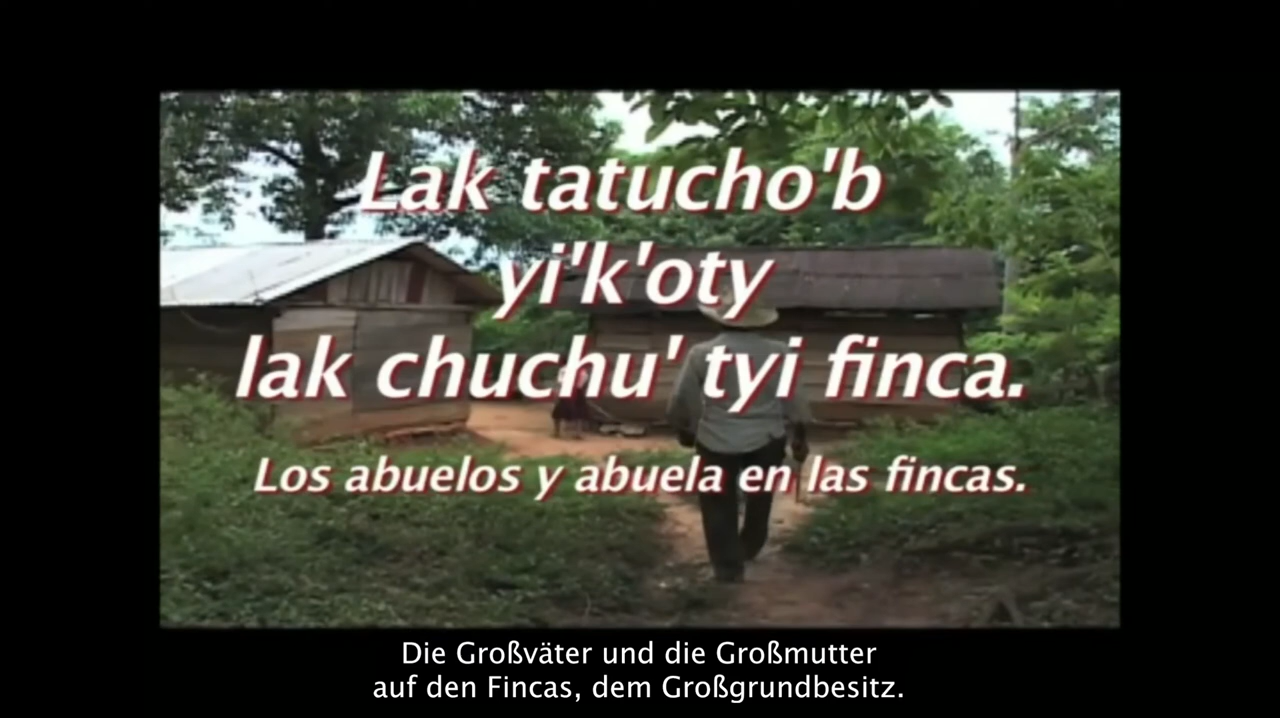 Lak tatucho'b
yi'k'oty
lak chuchu' tyi finca.
Los abuelos y abuela en las fincas.
Die Großväter und die Großmutter
auf den Fincas, dem Großgrundbesitz.